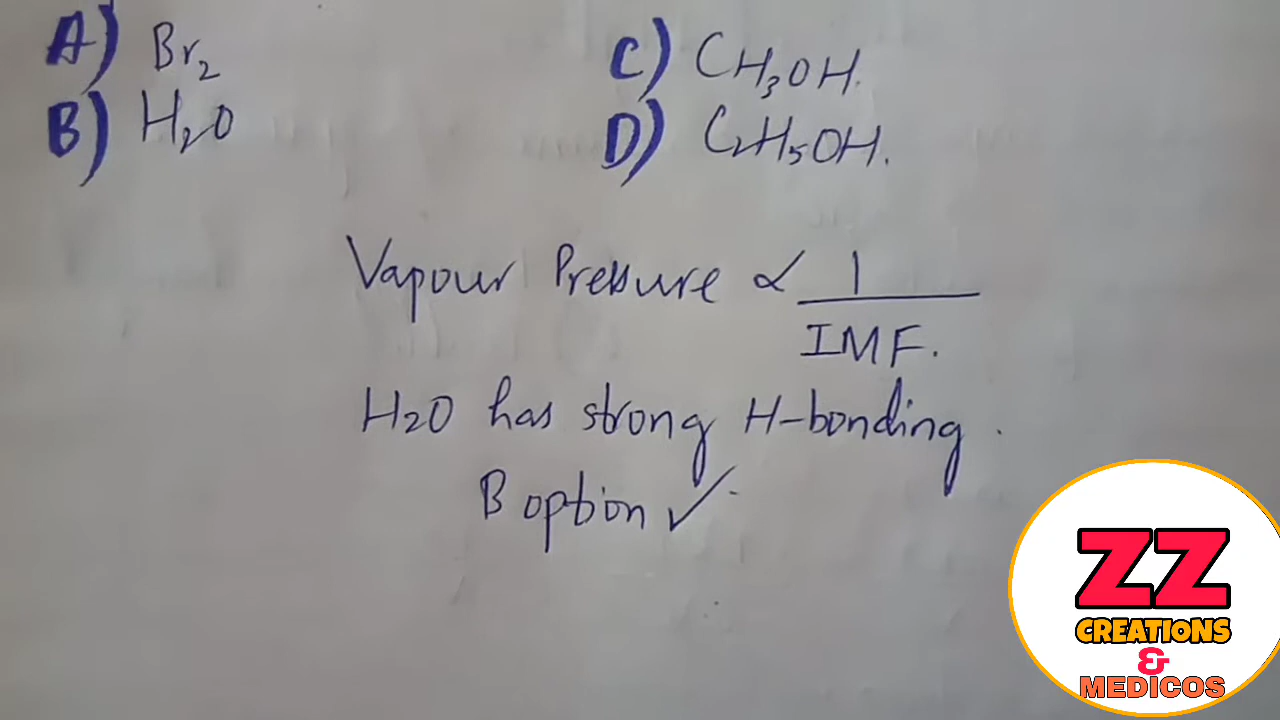 A) Br₂
B) H₂O
C) CH₃OH.
D) C₂H₅OH.
Vapour Pressure ∝ 1
IMF.
H₂O has strong H-bonding.
B option ✓
ZZ
CREATIONS
&
MEDICOS